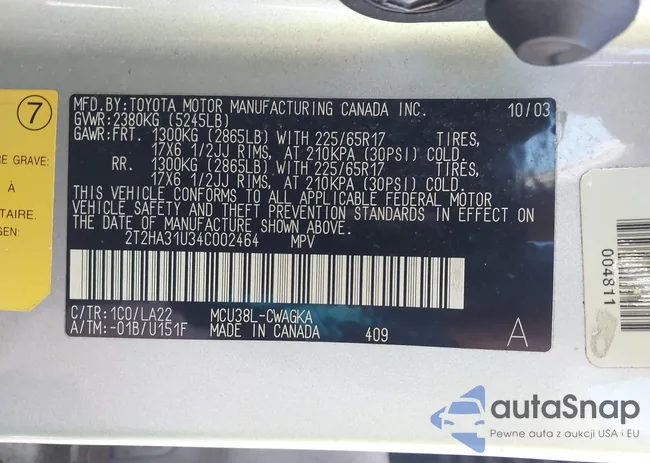 7
RE GRAVE:
À
TAIRE.
GEN:
MFD.BY:TOYOTA MOTOR MANUFACTURING CANADA INC. 10/03
GVWR:2380KG (5245LB)
GAWR:FRT. 1300KG (2865LB) WITH 225/65R17 TIRES,
17X6 1/2JJ RIMS, AT 210KPA (30PSI) COLD.
RR. 1300KG (2865LB) WITH 225/65R17 TIRES,
17X6 1/2JJ RIMS, AT 210KPA (30PSI) COLD.
THIS VEHICLE CONFORMS TO ALL APPLICABLE FEDERAL MOTOR
VEHICLE SAFETY AND THEFT PREVENTION STANDARDS IN EFFECT ON
THE DATE OF MANUFACTURE SHOWN ABOVE.
2T2HA31U34C002464 MPV
C/TR:1C0/LA22 MCU38L-CWAGKA
A/TM:-01B/U151F MADE IN CANADA 409 A
004811
autaSnap
Pewne auta z aukcji USA i EU